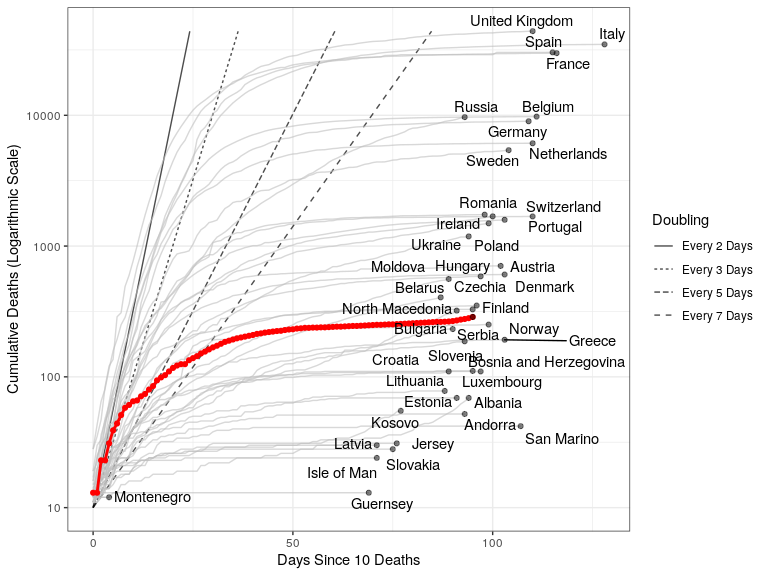 United Kingdom
Italy
Spain
France
Russia
Belgium
10000
Germany
Netherlands
Sweden
Romania
Switzerland
Ireland
Portugal
Ukraine
Poland
1000
Moldova
Hungary
Austria
Belarus
Czechia
Denmark
North Macedonia
Finland
Bulgaria
Serbia
Norway
Greece
Croatia
Slovenia
Bosnia and Herzegovina
100
Lithuania
Luxembourg
Estonia
Albania
Kosovo
Andorra
San Marino
Latvia
Jersey
Slovakia
Isle of Man
Montenegro
Guernsey
10
0
50
100
Days Since 10 Deaths
Cumulative Deaths (Logarithmic Scale)
Doubling
Every 2 Days
Every 3 Days
Every 5 Days
Every 7 Days